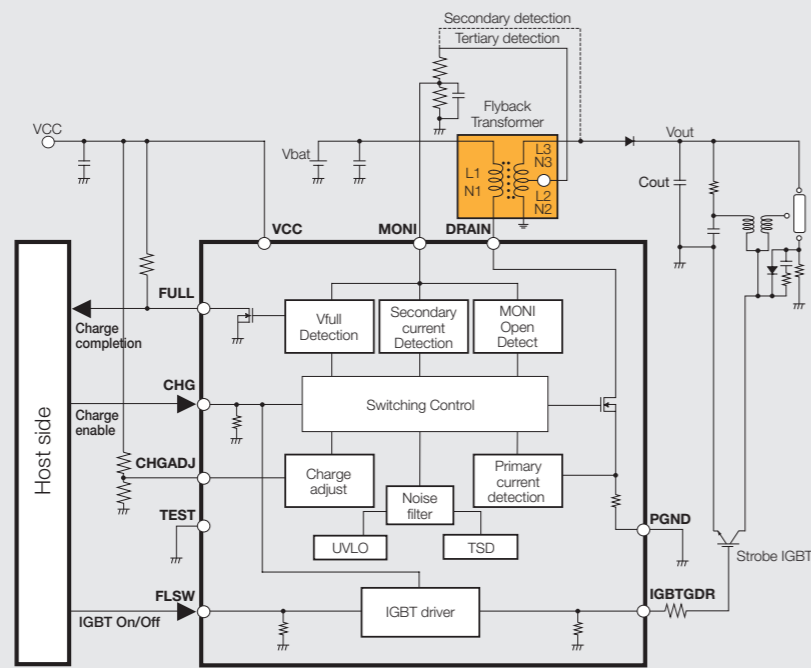 Secondary detection
Tertiary detection
Flyback
Transformer
VCC
Vbat
L1
N1
L3
N3
L2
N2
Vout
Cout
VCC
MONI
DRAIN
FULL
Charge
completion
Vfull
Detection
Secondary
current
Detection
MONI
Open
Detect
CHG
Charge
enable
Switching Control
Host side
CHGADJ
Charge
adjust
Primary
current
detection
Noise
filter
TEST
UVLO
TSD
PGND
Strobe IGBT
FLSW
IGBT On/Off
IGBT driver
IGBTGDR